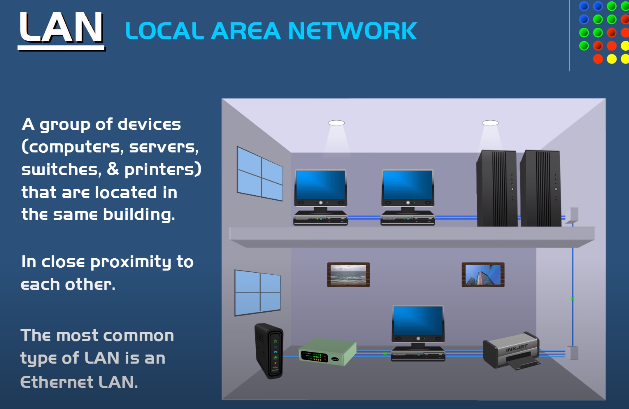 LAN LOCAL AREA NETWORK
A group of devices
(computers, servers,
switches, & printers)
that are located in
the same building.
In close proximity to
each other.
The most common
type of LAN is an
Ethernet LAN.
INKJET